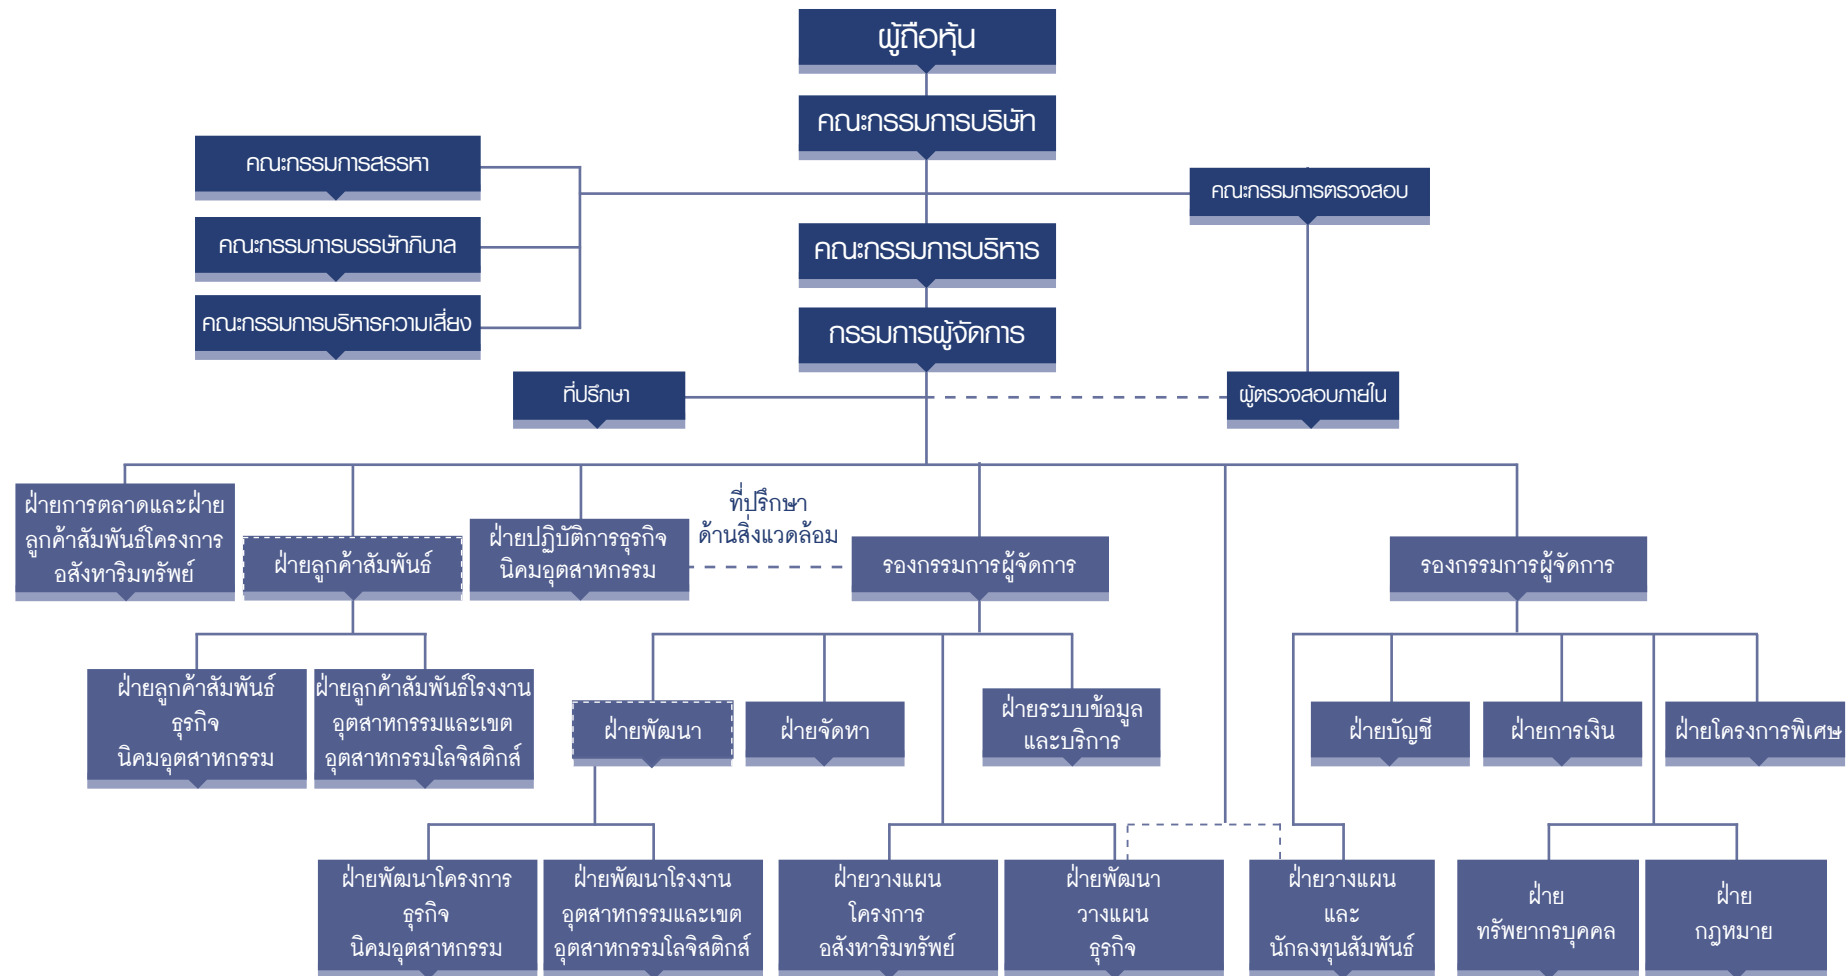 ผู้ถือหุ้น
คณะกรรมการบริษัท
คณะกรรมการสรรหา
คณะกรรมการตรวจสอบ
คณะกรรมการบรรษัทภิบาล
คณะกรรมการบริหาร
คณะกรรมการบริหารความเสี่ยง
กรรมการผู้จัดการ
ที่ปรึกษา
ผู้ตรวจสอบภายใน
ฝ่ายการตลาดและฝ่าย
ลูกค้าสัมพันธ์โครงการ
อสังหาริมทรัพย์
ฝ่ายลูกค้าสัมพันธ์
ฝ่ายปฏิบัติการธุรกิจ
นิคมอุตสาหกรรม
ที่ปรึกษา
ด้านสิ่งแวดล้อม
รองกรรมการผู้จัดการ
รองกรรมการผู้จัดการ
ฝ่ายลูกค้าสัมพันธ์
ธุรกิจ
นิคมอุตสาหกรรม
ฝ่ายลูกค้าสัมพันธ์โรงงาน
อุตสาหกรรมและเขต
อุตสาหกรรมโลจิสติกส์
ฝ่ายพัฒนา
ฝ่ายจัดหา
ฝ่ายระบบข้อมูล
และบริการ
ฝ่ายบัญชี
ฝ่ายการเงิน
ฝ่ายโครงการพิเศษ
ฝ่ายพัฒนาโครงการ
ธุรกิจ
นิคมอุตสาหกรรม
ฝ่ายพัฒนาโรงงาน
อุตสาหกรรมและเขต
อุตสาหกรรมโลจิสติกส์
ฝ่ายวางแผน
โครงการ
อสังหาริมทรัพย์
ฝ่ายพัฒนา
วางแผน
ธุรกิจ
ฝ่ายวางแผน
และ
นักลงทุนสัมพันธ์
ฝ่าย
ทรัพยากรบุคคล
ฝ่าย
กฎหมาย